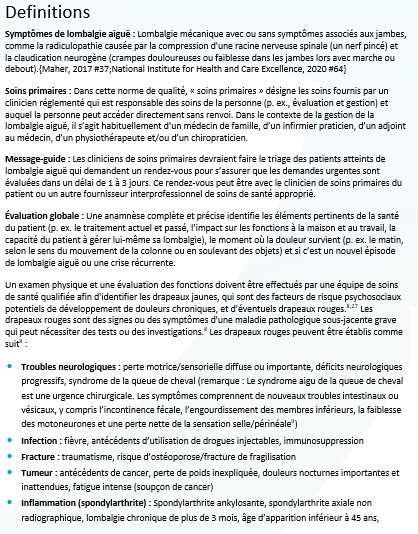 Definitions
Symptômes de lombalgie aiguë : Lombalgie mécanique avec ou sans symptômes associés aux jambes,
comme la radiculopathie causée par la compression d'une racine nerveuse spinale (un nerf pincé) et
la claudication neurogène (crampes douloureuses ou faiblesse dans les jambes lors avec marche ou
debout).{Maher, 2017 #37;National Institute for Health and Care Excellence, 2020 #64}
Soins primaires : Dans cette norme de qualité, « soins primaires » désigne les soins fournis par un
clinicien réglementé qui est responsable des soins de la personne (p. ex., évaluation et gestion) et
auquel la personne peut accéder directement sans renvoi. Dans le contexte de la gestion de la
lombalgie aiguë, il s'agit habituellement d'un médecin de famille, d'un infirmier praticien, d'un adjoint
au médecin, d'un physiothérapeute et/ou d'un chiropraticien.
Message-guide : Les cliniciens de soins primaires devraient faire le triage des patients atteints de
lombalgie aiguë qui demandent un rendez-vous pour s'assurer que les demandes urgentes sont
évaluées dans un délai de 1 à 3 jours. Ce rendez-vous peut être avec le clinicien de soins primaires du
patient ou un autre fournisseur interprofessionnel de soins de santé approprié.
Évaluation globale : Une anamnèse complète et précise identifie les éléments pertinents de la santé
du patient (p. ex. le traitement actuel et passé, l'impact sur les fonctions à la maison et au travail, la
capacité du patient à gérer lui-même sa lombalgie), le moment où la douleur survient (p. ex. le matin,
selon le sens du mouvement de la colonne ou en soulevant des objets) et si c'est un nouvel épisode
de lombalgie aiguë ou une crise récurrente.
Un examen physique et une évaluation des fonctions doivent être effectués par une équipe de soins
de santé qualifiée afin d'identifier les drapeaux jaunes, qui sont des facteurs de risque psychosociaux
potentiels de développement de douleurs chroniques, et d'éventuels drapeaux rouges.⁸,²⁷ Les
drapeaux rouges sont des signes ou des symptômes d'une maladie pathologique sous-jacente grave
qui peut nécessiter des tests ou des investigations.⁸ Les drapeaux rouges peuvent être établis comme
suit⁸ :
• Troubles neurologiques : perte motrice/sensorielle diffuse ou importante, déficits neurologiques
progressifs, syndrome de la queue de cheval (remarque : Le syndrome aigu de la queue de cheval
est une urgence chirurgicale. Les symptômes comprennent de nouveaux troubles intestinaux ou
vésicaux, y compris l'incontinence fécale, l'engourdissement des membres inférieurs, la faiblesse
des motoneurones et une perte nette de la sensation selle/périnéale⁹)
• Infection : fièvre, antécédents d'utilisation de drogues injectables, immunosuppression
• Fracture : traumatisme, risque d'ostéoporose/fracture de fragilisation
• Tumeur : antécédents de cancer, perte de poids inexpliquée, douleurs nocturnes importantes et
inattendues, fatigue intense (soupçon de cancer)
• Inflammation (spondylarthrite) : Spondylarthrite ankylosante, spondylarthrite axiale non
radiographique, lombalgie chronique de plus de 3 mois, âge d'apparition inférieur à 45 ans,